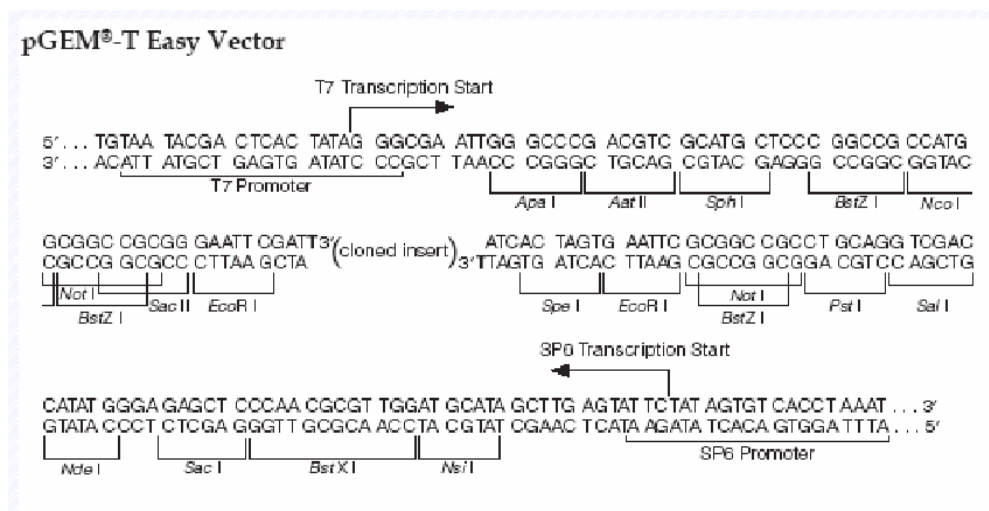 pGEM®-T Easy Vector
T7 Transcription Start
5′ ... TGTAA TACGA CTCAC TATAG GGCGA ATTGG GCCCG ACGTC GCATG CTCCC GGCCG CCATG
3′ ... ACATT ATGCT GAGTG ATATC CCGCT TAACC CGGGC TGCAG CGTAC GAGGG CCGGC GGTAC
T7 Promoter
Apa I Aat II Sph I BstZ I Nco I
GCGGC CGCGG GAATT CGATT3′ (cloned insert) ATCAC TAGTG AATTC GCGGC CGCCT GCAGG TCGAC
CGCCG GCGCC CTTAA GCTA 3′TTAGTG ATCAC TTAAG CGCCG GCGGA CGTCC AGCTG
Not I Sac II EcoR I Spe I EcoR I Not I Pst I Sal I
BstZ I BstZ I
SP6 Transcription Start
CATAT GGGA GAGCT CCCAA CGCGT TGGAT GCATA GCTTG AGTAT TCTAT AGTGT CACCT AAAT ... 3′
GTATA CCCT CTCGAG GGTT GCGCA ACCTA CGTAT CGAAC TCATA AGATA TCACA GTGGA TTTA ... 5′
Nde I Sac I BstX I Nsi I SP6 Promoter